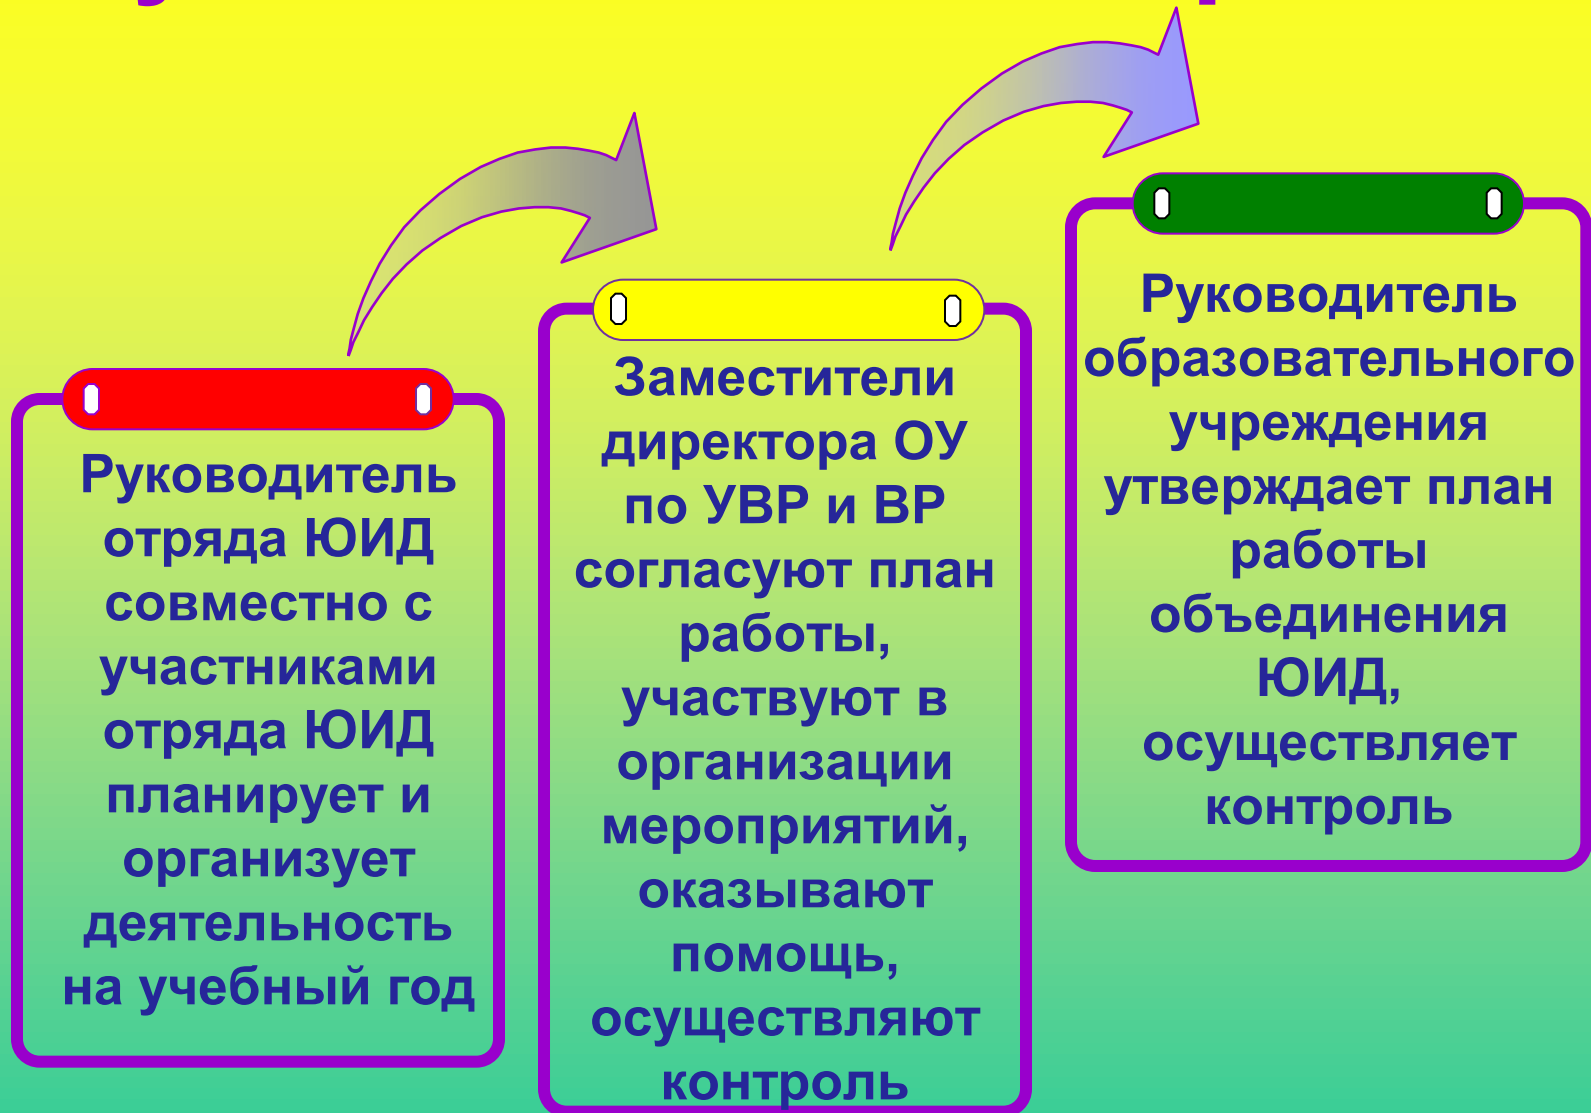 Руководитель
отряда ЮИД
совместно с
участниками
отряда ЮИД
планирует и
организует
деятельность
на учебный год
Заместители
директора ОУ
по УВР и ВР
согласуют план
работы,
участвуют в
организации
мероприятий,
оказывают
помощь,
осуществляют
контроль
Руководитель
образовательного
учреждения
утверждает план
работы
объединения
ЮИД,
осуществляет
контроль